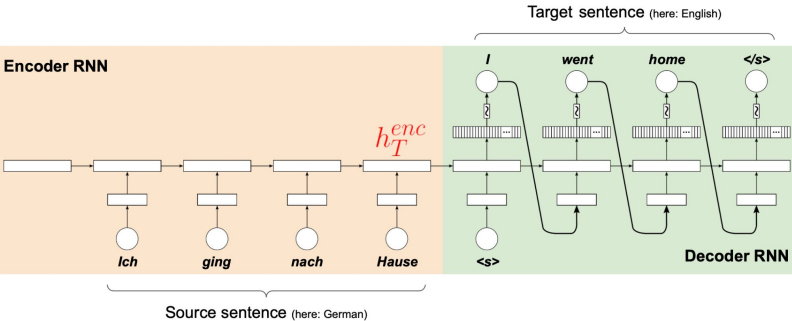 Target sentence (here: English)
I went home </s>
Encoder RNN
h_T^{enc}
... ... ... ...
~ ~ ~ ~
Ich ging nach Hause <s>
Decoder RNN
Source sentence (here: German)